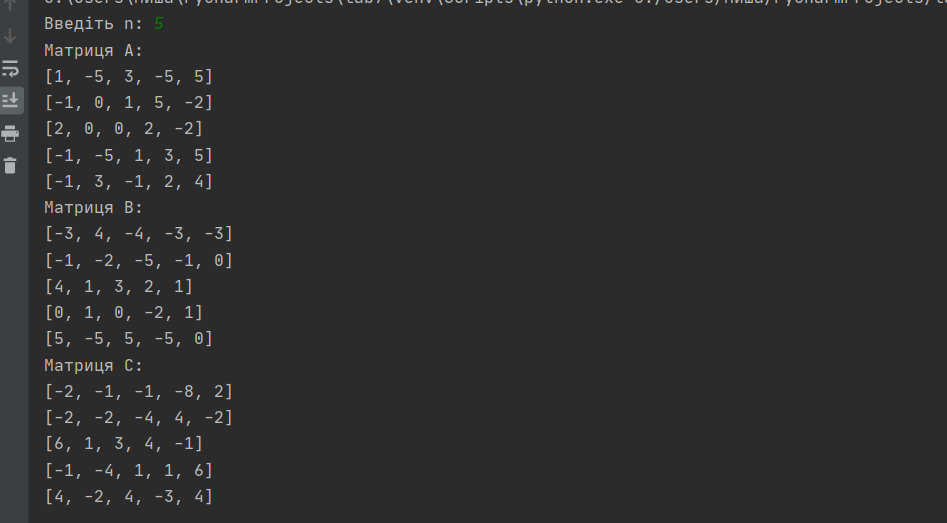 Введіть n: 5
Матриця A:
[1, -5, 3, -5, 5]
[-1, 0, 1, 5, -2]
[2, 0, 0, 2, -2]
[-1, -5, 1, 3, 5]
[-1, 3, -1, 2, 4]
Матриця B:
[-3, 4, -4, -3, -3]
[-1, -2, -5, -1, 0]
[4, 1, 3, 2, 1]
[0, 1, 0, -2, 1]
[5, -5, 5, -5, 0]
Матриця C:
[-2, -1, -1, -8, 2]
[-2, -2, -4, 4, -2]
[6, 1, 3, 4, -1]
[-1, -4, 1, 1, 6]
[4, -2, 4, -3, 4]